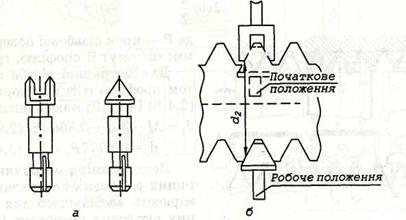 Початкове
положення
d₂
Робоче положення
а
б